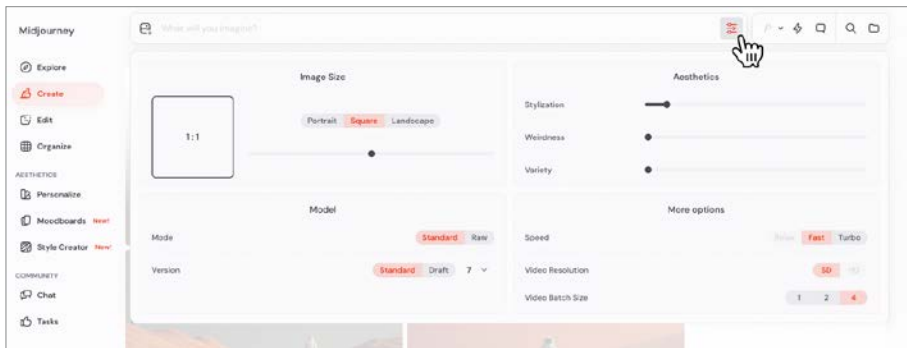 Midjourney
What will you imagine?
Explore
Create
Edit
Organize
AESTHETICS
Personalize
Moodboards New!
Style Creator New!
COMMUNITY
Chat
Tasks
Image Size
1:1
Portrait Square Landscape
Aesthetics
Stylization
Weirdness
Variety
Model
Mode Standard Raw
Version Standard Draft 7
More options
Speed Relax Fast Turbo
Video Resolution SD HD
Video Batch Size 1 2 4